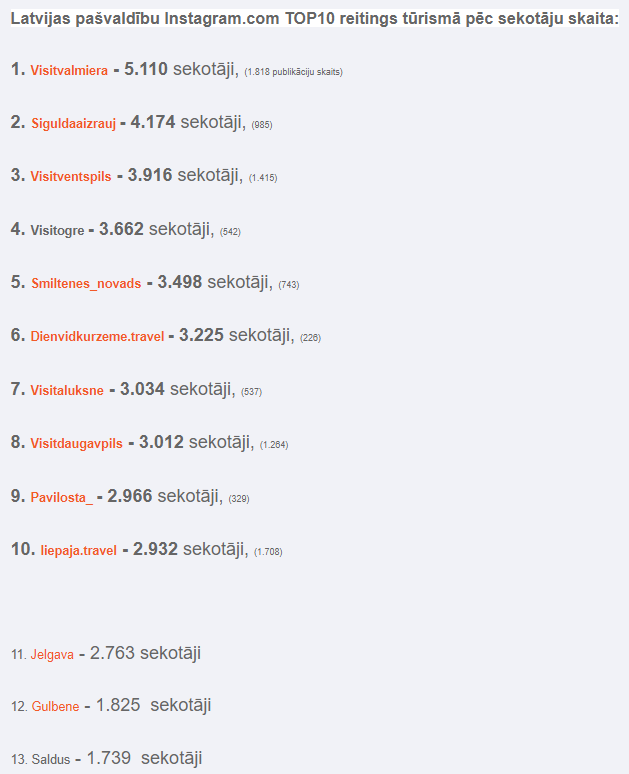 Latvijas pašvaldību Instagram.com TOP10 reitings tūrismā pēc sekotāju skaita:
1. Visitvalmiera - 5.110 sekotāji, (1.818 publikāciju skaits)
2. Siguldaaizrauj - 4.174 sekotāji, (985)
3. Visitventspils - 3.916 sekotāji, (1.415)
4. Visitogre - 3.662 sekotāji, (542)
5. Smiltenes_novads - 3.498 sekotāji, (743)
6. Dienvidkurzeme.travel - 3.225 sekotāji, (226)
7. Visitaluksne - 3.034 sekotāji, (537)
8. Visitdaugavpils - 3.012 sekotāji, (1.264)
9. Pavilosta_ - 2.966 sekotāji, (329)
10. liepaja.travel - 2.932 sekotāji, (1.708)
11. Jelgava - 2.763 sekotāji
12. Gulbene - 1.825 sekotāji
13. Saldus - 1.739 sekotāji